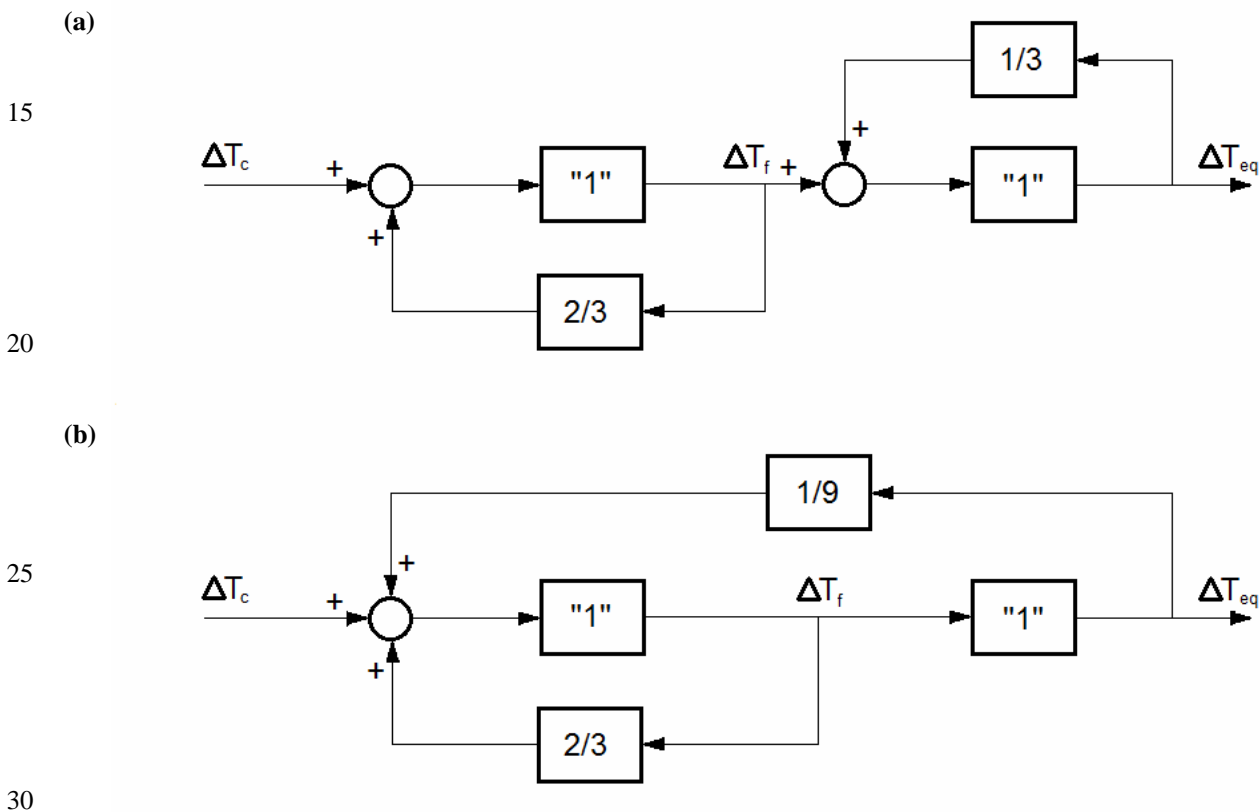 (a)
1/3
15
ΔTc + "1" ΔTf + + "1" ΔTeq
+
2/3
20
(b)
1/9
25
+
ΔTc + "1" ΔTf "1" ΔTeq
+
2/3
30